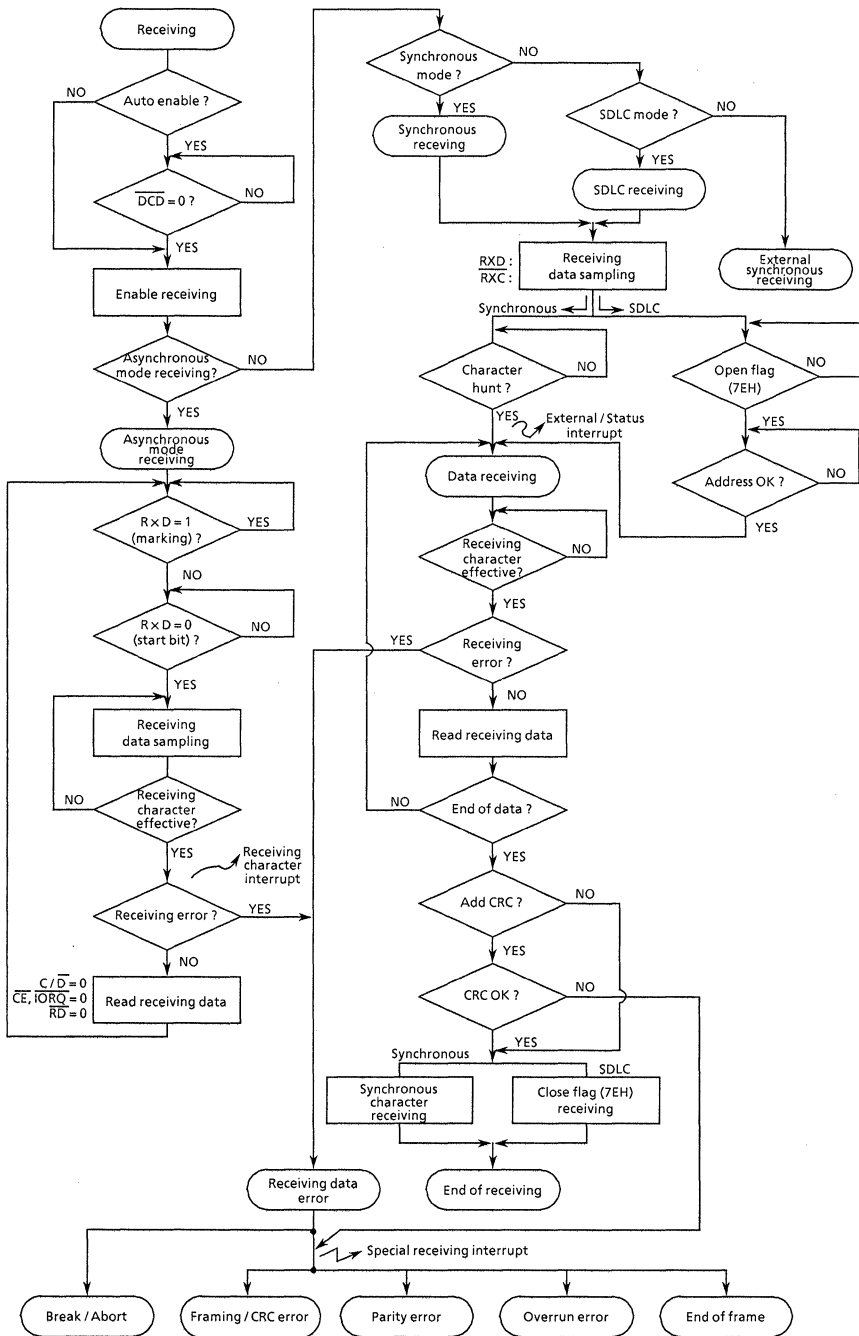 Receiving
NO
Auto enable ?
YES
DCD = 0 ?
NO
YES
Enable receiving
Asynchronous
mode receiving?
NO
YES
Asynchronous
mode
receiving
R×D = 1
(marking) ?
YES
NO
R×D = 0
(start bit) ?
NO
YES
Receiving
data sampling
NO
Receiving
character
effective?
YES
Receiving
character
interrupt
Receiving error ?
YES
NO
C / D = 0
CE, IORQ = 0
RD = 0
Read receiving data
Synchronous
mode ?
NO
YES
Synchronous
receving
SDLC mode ?
NO
YES
SDLC receiving
External
synchronous
receiving
RXD :
RXC :
Receiving
data sampling
Synchronous
SDLC
Character
hunt ?
NO
YES
External / Status
interrupt
Open flag
(7EH)
NO
YES
Address OK ?
NO
YES
Data receiving
Receiving
character
effective?
NO
YES
Receiving
error ?
YES
NO
Read receiving data
End of data ?
NO
YES
Add CRC ?
NO
YES
CRC OK ?
NO
YES
Synchronous
SDLC
Synchronous
character
receiving
Close flag (7EH)
receiving
End of receiving
Receiving data
error
Special receiving interrupt
Break / Abort
Framing / CRC error
Parity error
Overrun error
End of frame